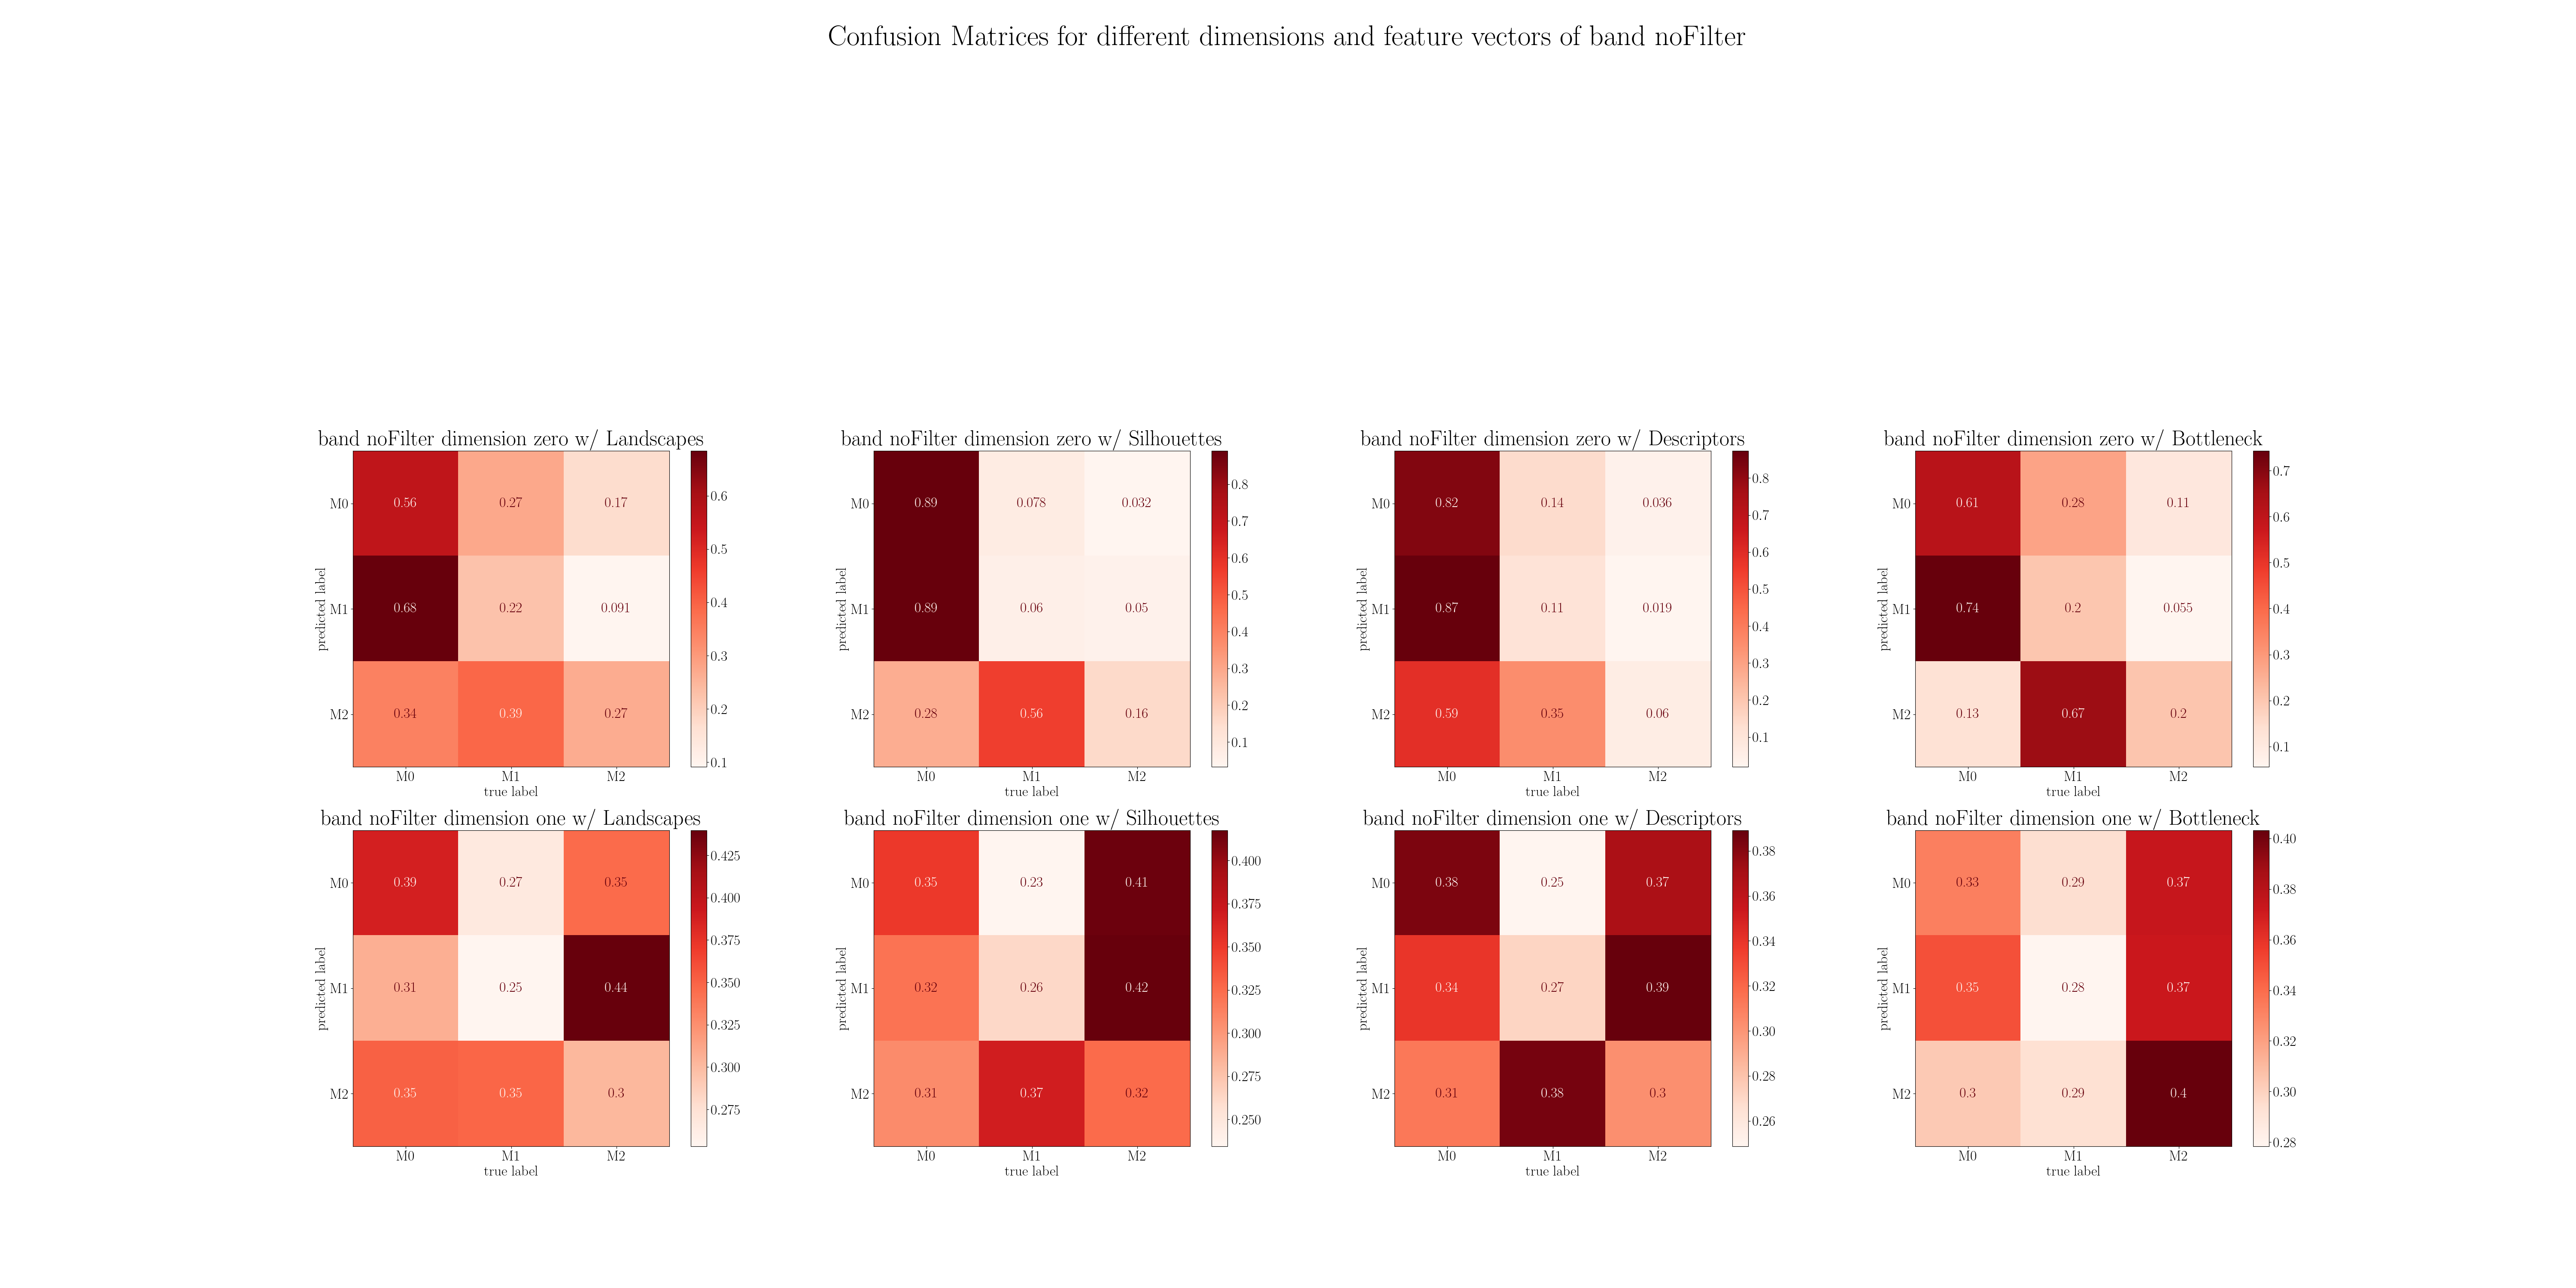 Confusion Matrices for different dimensions and feature vectors of band noFilter
band noFilter dimension zero w/ Landscapes
predicted label
M0 0.56 0.27 0.17
M1 0.68 0.22 0.091
M2 0.34 0.39 0.27
M0 M1 M2
true label
0.6
0.5
0.4
0.3
0.2
0.1
band noFilter dimension zero w/ Silhouettes
predicted label
M0 0.89 0.078 0.032
M1 0.89 0.06 0.05
M2 0.28 0.56 0.16
M0 M1 M2
true label
0.8
0.7
0.6
0.5
0.4
0.3
0.2
0.1
band noFilter dimension zero w/ Descriptors
predicted label
M0 0.82 0.14 0.036
M1 0.87 0.11 0.019
M2 0.59 0.35 0.06
M0 M1 M2
true label
0.8
0.7
0.6
0.5
0.4
0.3
0.2
0.1
band noFilter dimension zero w/ Bottleneck
predicted label
M0 0.61 0.28 0.11
M1 0.74 0.2 0.055
M2 0.13 0.67 0.2
M0 M1 M2
true label
0.7
0.6
0.5
0.4
0.3
0.2
0.1
band noFilter dimension one w/ Landscapes
predicted label
M0 0.39 0.27 0.35
M1 0.31 0.25 0.44
M2 0.35 0.35 0.3
M0 M1 M2
true label
0.425
0.400
0.375
0.350
0.325
0.300
0.275
band noFilter dimension one w/ Silhouettes
predicted label
M0 0.35 0.23 0.41
M1 0.32 0.26 0.42
M2 0.31 0.37 0.32
M0 M1 M2
true label
0.400
0.375
0.350
0.325
0.300
0.275
0.250
band noFilter dimension one w/ Descriptors
predicted label
M0 0.38 0.25 0.37
M1 0.34 0.27 0.39
M2 0.31 0.38 0.3
M0 M1 M2
true label
0.38
0.36
0.34
0.32
0.30
0.28
0.26
band noFilter dimension one w/ Bottleneck
predicted label
M0 0.33 0.29 0.37
M1 0.35 0.28 0.37
M2 0.3 0.29 0.4
M0 M1 M2
true label
0.40
0.38
0.36
0.34
0.32
0.30
0.28